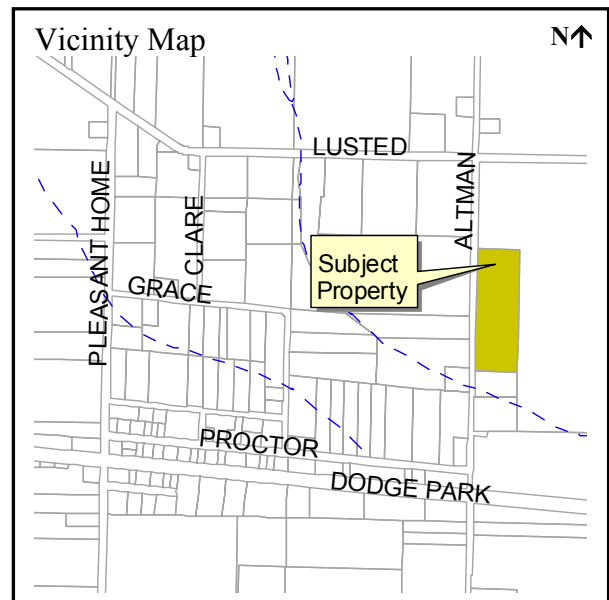 Vicinity Map
N↑
LUSTED
ALTMAN
PLEASANT HOME
CLARE
Subject
Property
GRACE
PROCTOR
DODGE PARK